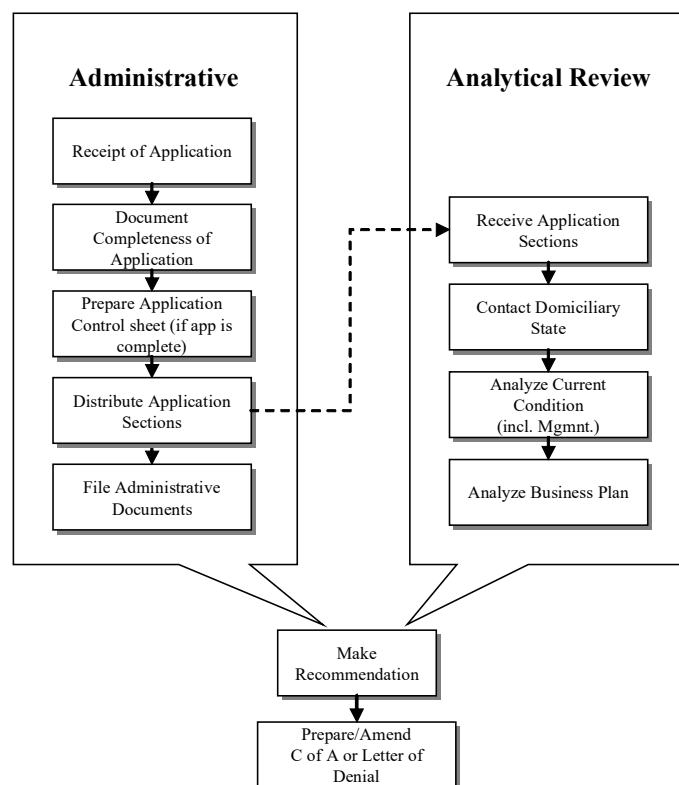 Administrative
Receipt of Application
Document
Completeness of
Application
Prepare Application
Control sheet (if app is
complete)
Distribute Application
Sections
File Administrative
Documents
Analytical Review
Receive Application
Sections
Contact Domiciliary
State
Analyze Current
Condition
(incl. Mgmnt.)
Analyze Business Plan
Make
Recommendation
Prepare/Amend
C of A or Letter of
Denial